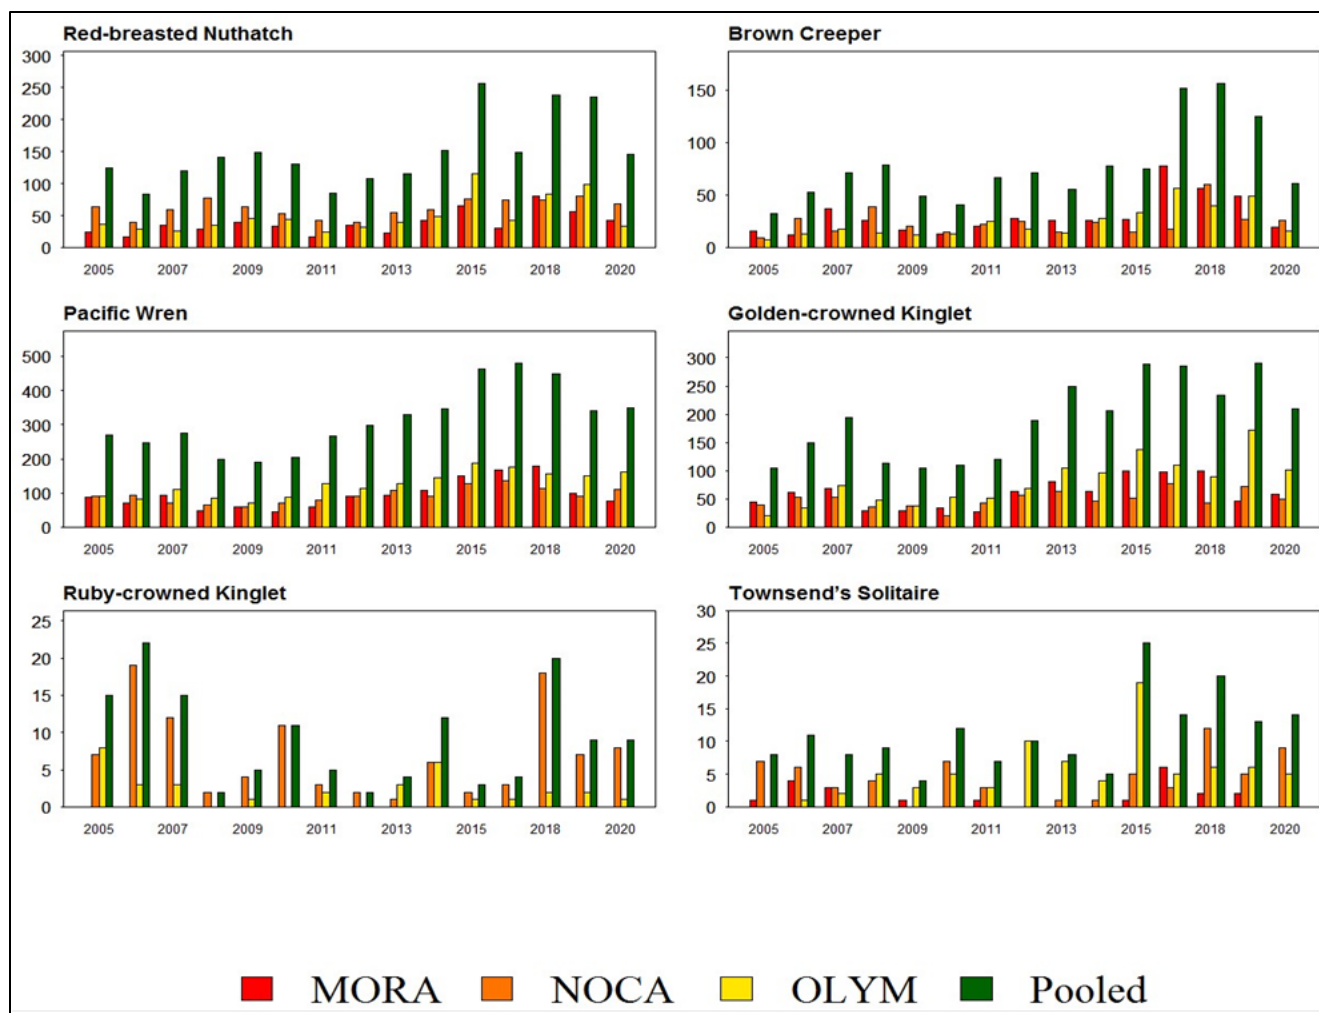 Red-breasted Nuthatch
300
250
200
150
100
50
0
2005 2007 2009 2011 2013 2015 2018 2020
Brown Creeper
150
100
50
0
2005 2007 2009 2011 2013 2015 2018 2020
Pacific Wren
500
400
300
200
100
0
2005 2007 2009 2011 2013 2015 2018 2020
Golden-crowned Kinglet
300
250
200
150
100
50
0
2005 2007 2009 2011 2013 2015 2018 2020
Ruby-crowned Kinglet
25
20
15
10
5
0
2005 2007 2009 2011 2013 2015 2018 2020
Townsend's Solitaire
30
25
20
15
10
5
0
2005 2007 2009 2011 2013 2015 2018 2020
MORA NOCA OLYM Pooled